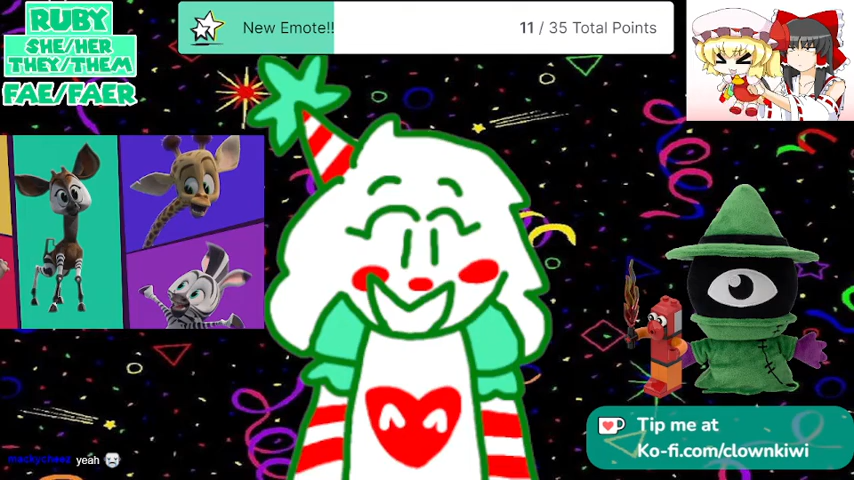 RUBY
SHE/HER
THEY/THEM
FAE/FAER
New Emote!!
11 / 35 Total Points
Tip me at
Ko-fi.com/clownkiwi
mackycheez yeah